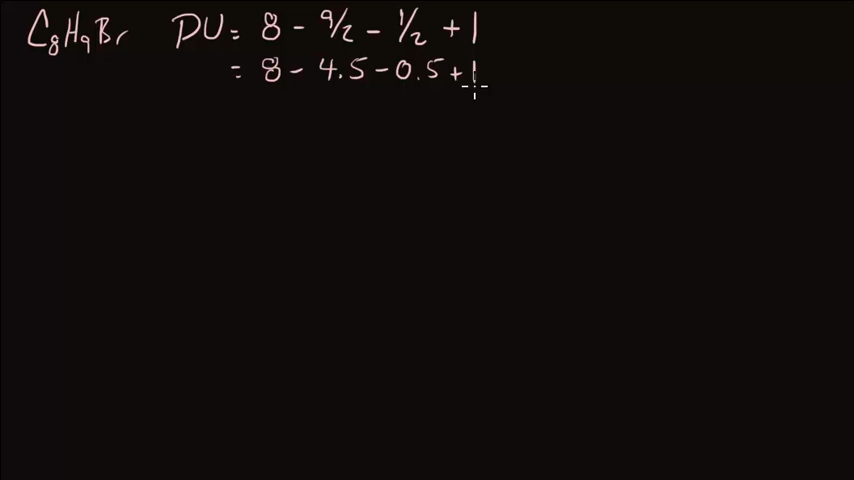 C₈H₉Br DU = 8 - 9/2 - 1/2 + 1
= 8 - 4.5 - 0.5 + 1